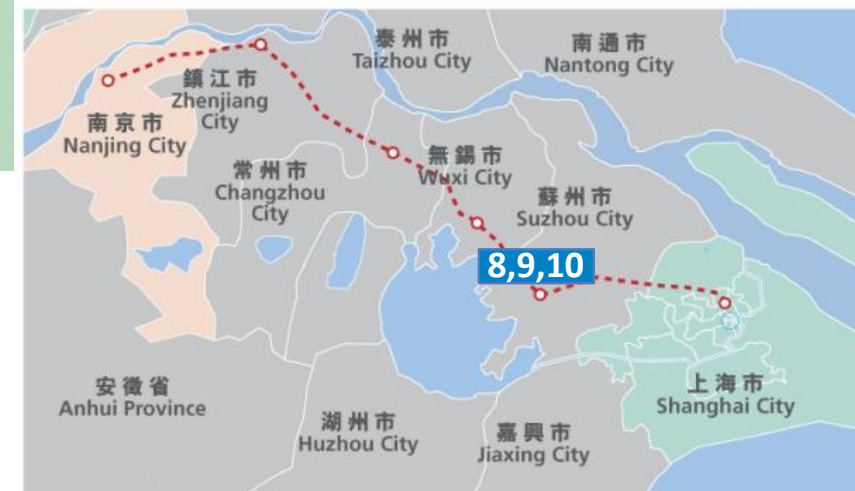 泰州市
Taizhou City
南通市
Nantong City
鎮江市
Zhenjiang
City
南京市
Nanjing City
無錫市
Wuxi City
常州市
Changzhou
City
蘇州市
Suzhou City
8,9,10
上海市
Shanghai City
安徽省
Anhui Province
湖州市
Huzhou City
嘉興市
Jiaxing City